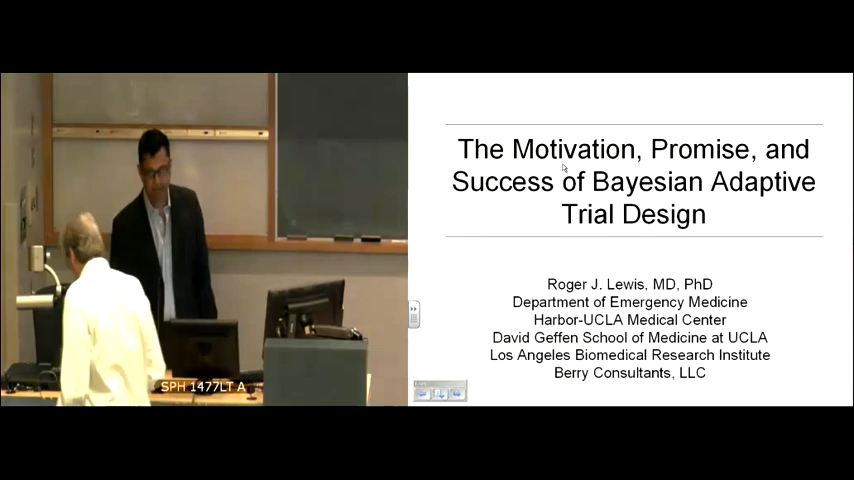 The Motivation, Promise, and
Success of Bayesian Adaptive
Trial Design
Roger J. Lewis, MD, PhD
Department of Emergency Medicine
Harbor-UCLA Medical Center
David Geffen School of Medicine at UCLA
Los Angeles Biomedical Research Institute
Berry Consultants, LLC
SPH 1477LT A